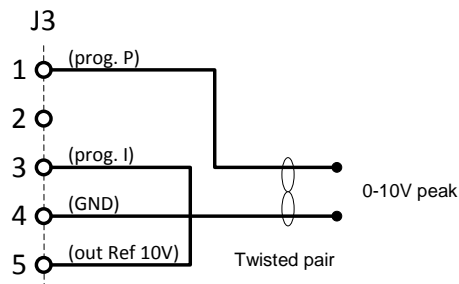 J3
1 (prog. P)
2
3 (prog. I)
0-10V peak
4 (GND)
5 (out Ref 10V)
Twisted pair